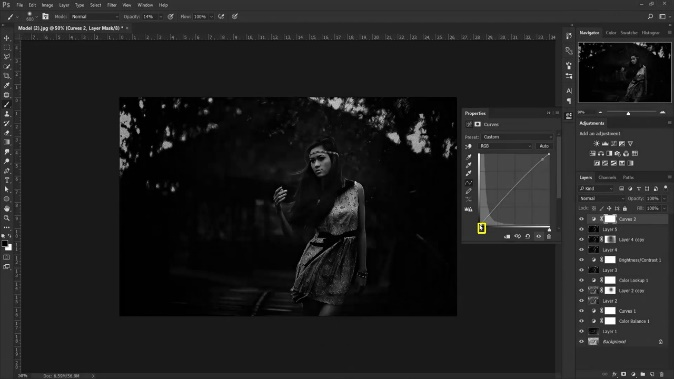 Ps File Edit Image Layer Type Select Filter View Window Help
Mode: Normal Opacity: 14% Flow: 100%
Model (2).jpg @ 50% (Curves 2, Layer Mask/8) *
Navigator Color Swatches Histogram
Properties
Curves
Preset: Custom
RGB Auto
Adjustments
Add an adjustment
Layers Channels Paths
Kind
Normal Opacity: 100%
Lock: Fill: 100%
Curves 2
Layer 5
Layer 4 copy
Layer 4
Brightness/Contrast 1
Layer 3
Color Lookup 1
Layer 2 copy
Layer 2
Curves 1
Color Balance 1
Layer 1
Background
50%